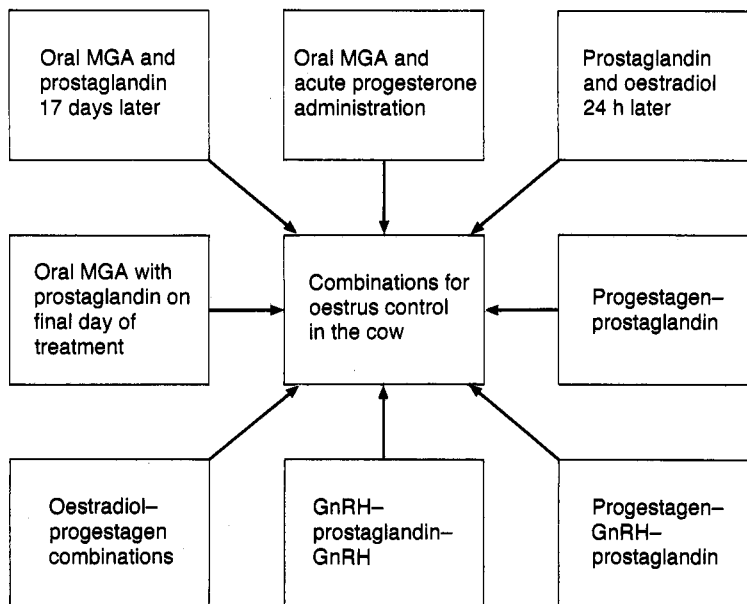 Oral MGA and
prostaglandin
17 days later
Oral MGA and
acute progesterone
administration
Prostaglandin
and oestradiol
24 h later
Oral MGA with
prostaglandin on
final day of
treatment
Combinations for
oestrus control
in the cow
Progestagen–
prostaglandin
Oestradiol–
progestagen
combinations
GnRH–
prostaglandin–
GnRH
Progestagen–
GnRH–
prostaglandin